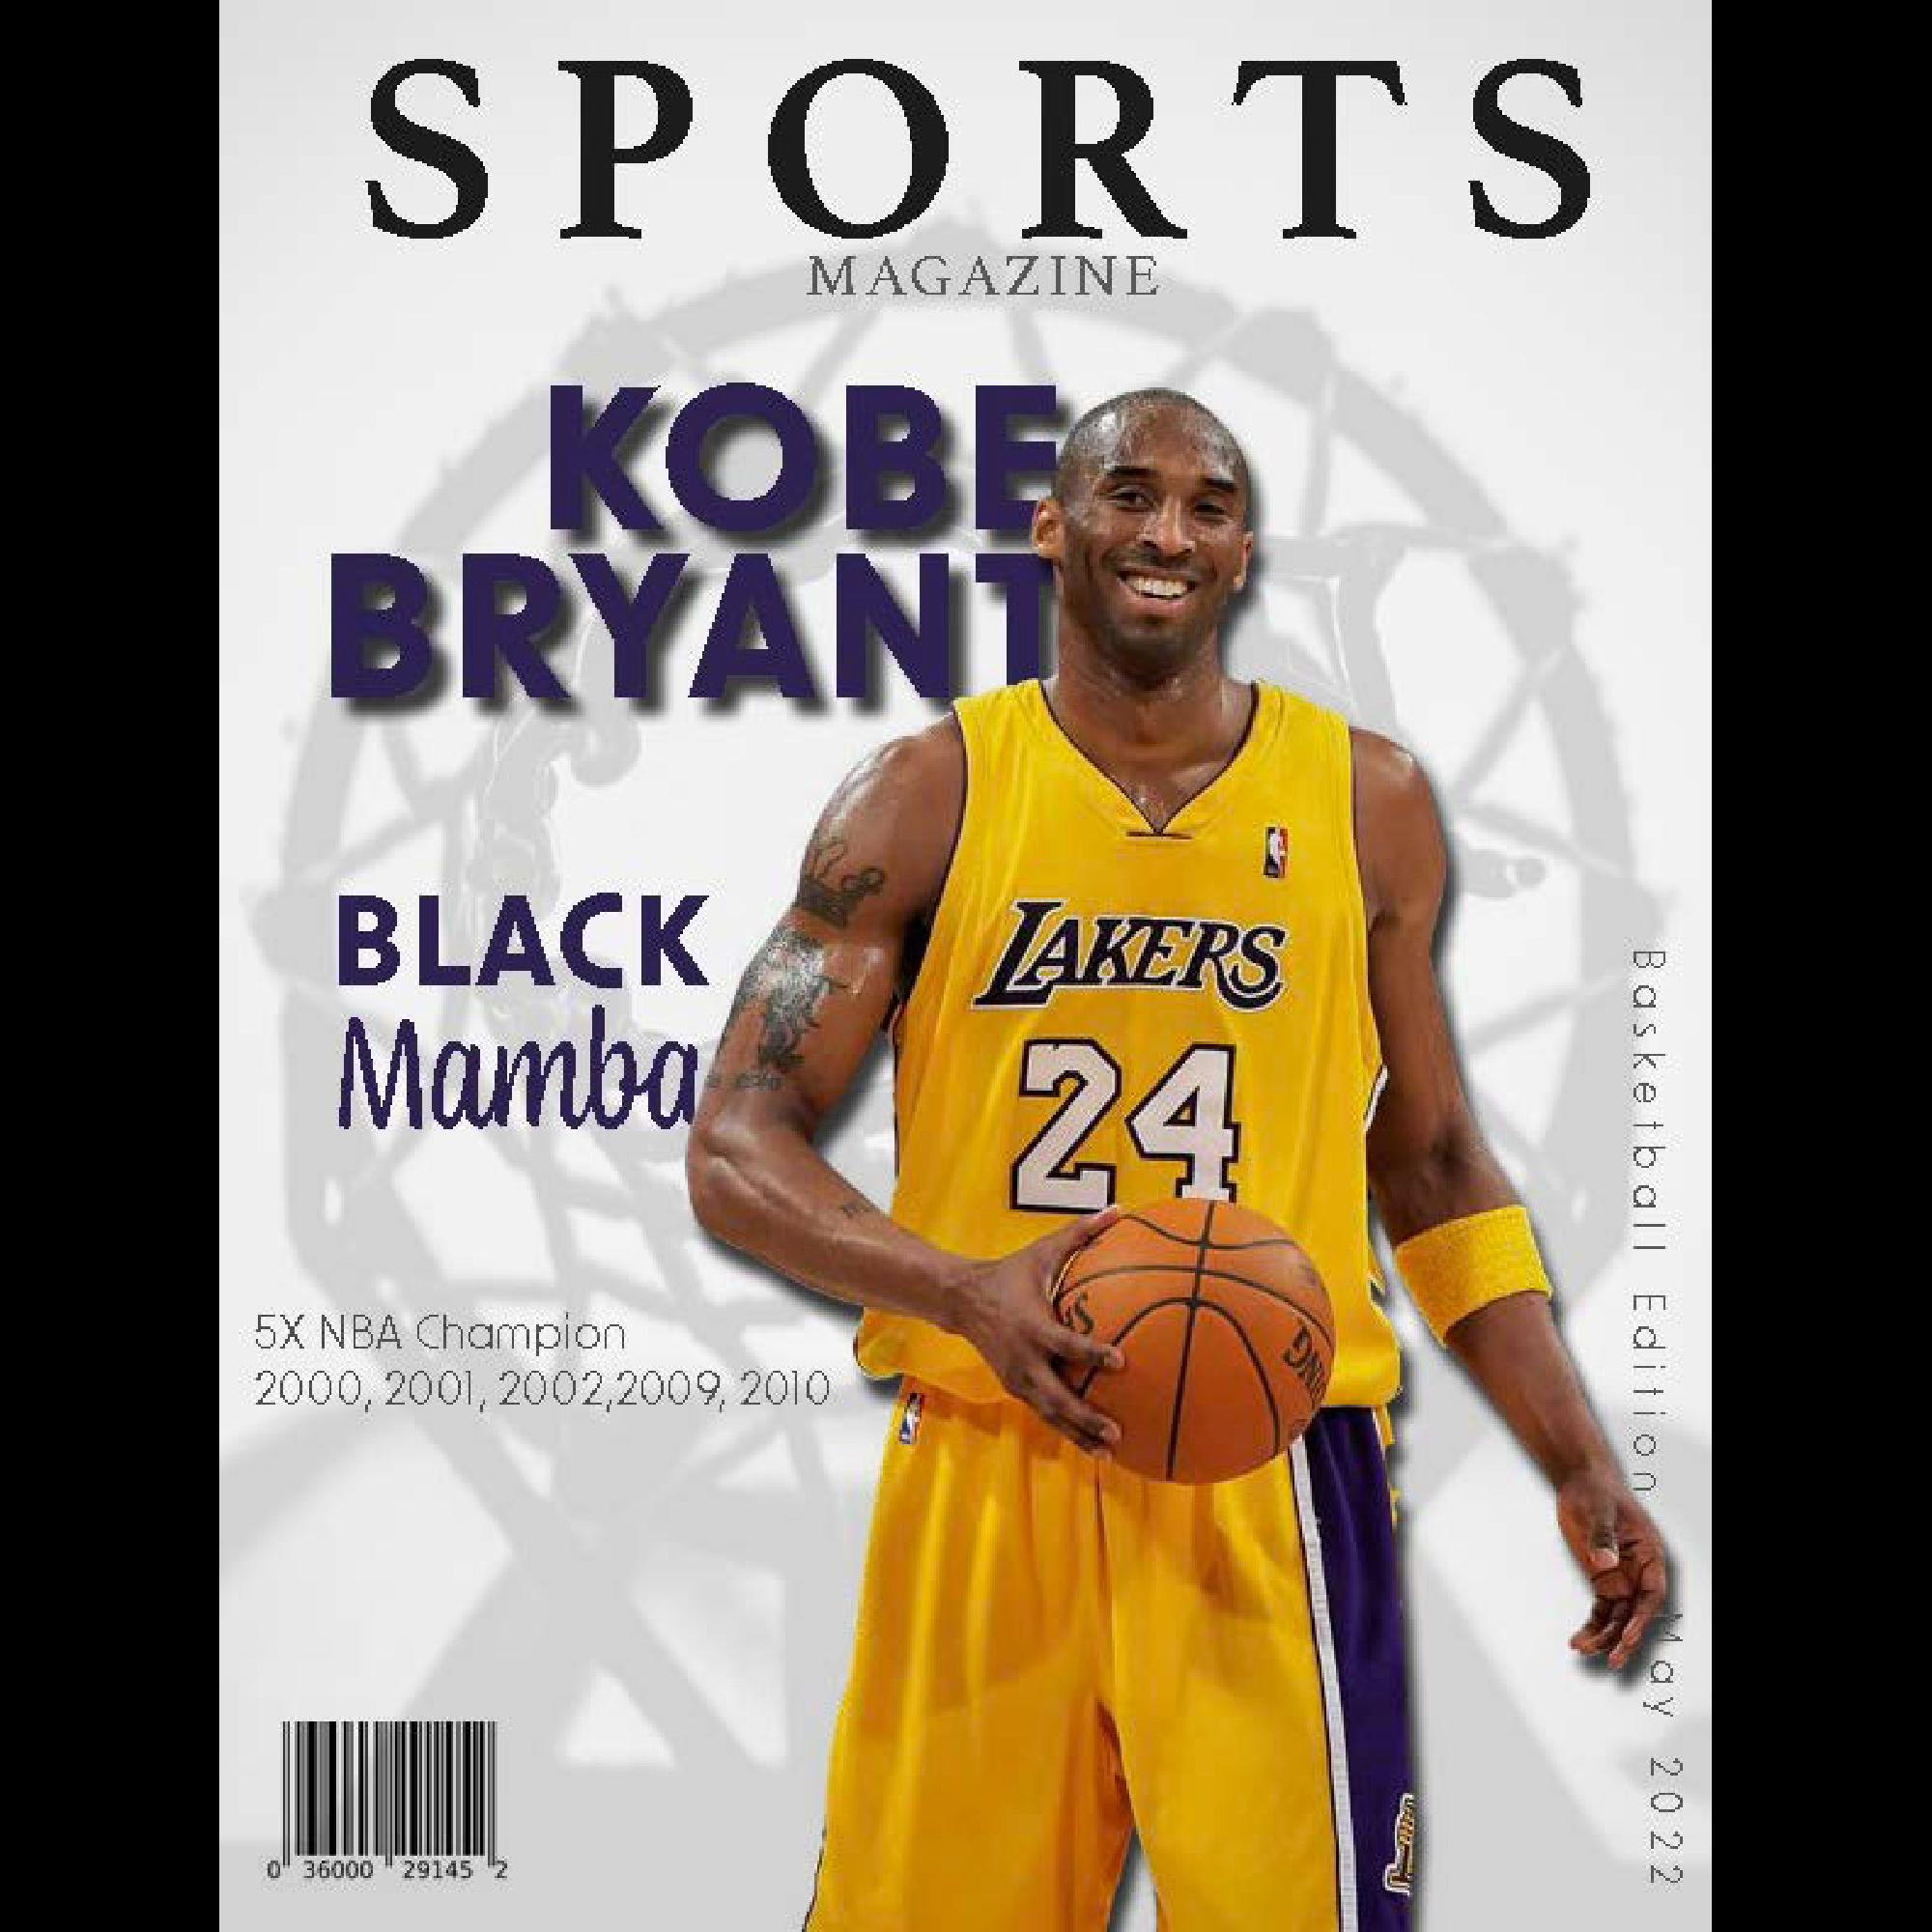 SPORTS
MAGAZINE
KOBE
BRYANT
BLACK
Mamba
LAKERS
24
5X NBA Champion
2000, 2001, 2002,2009, 2010
Basketball Edition
May 2022
0 36000 29145 2